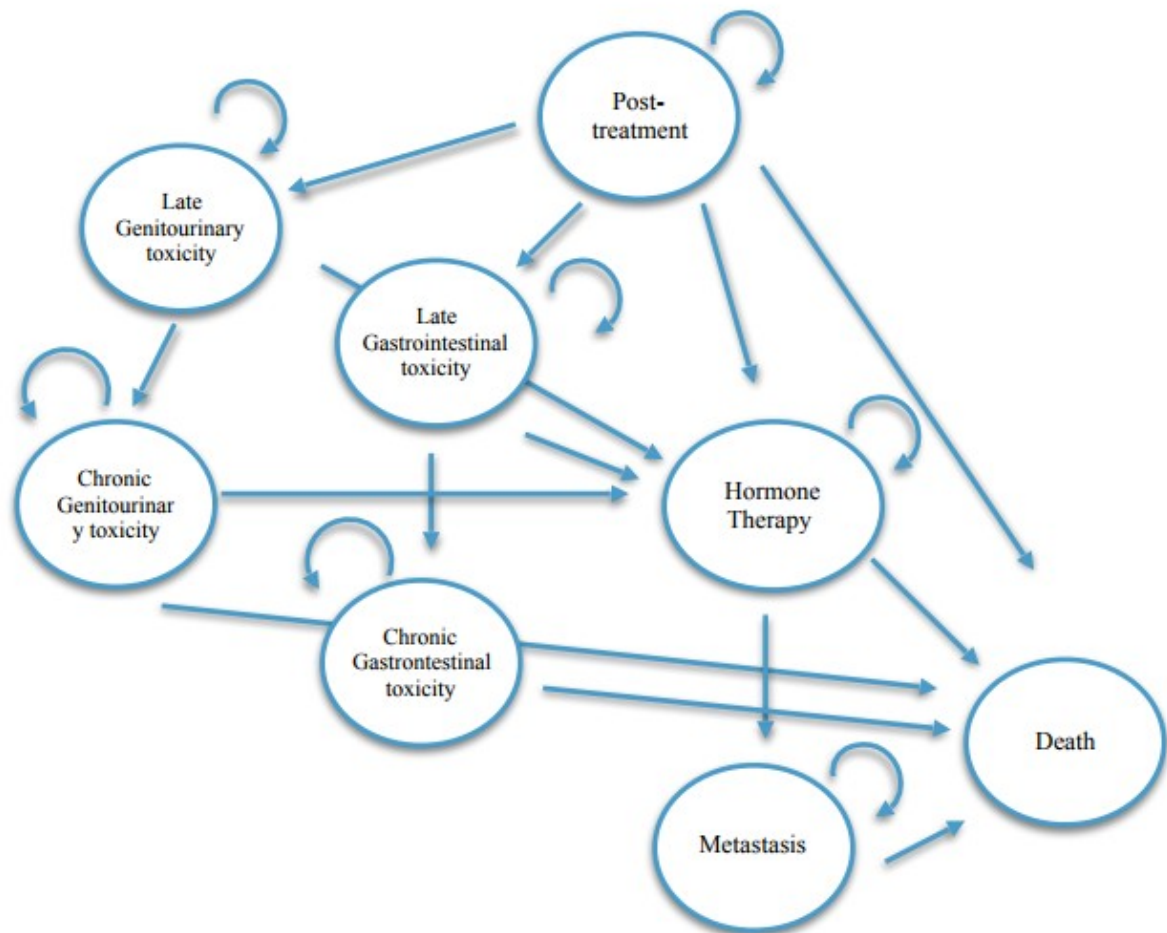 Post-
treatment
Late
Genitourinary
toxicity
Late
Gastrointestinal
toxicity
Chronic
Genitourinar
y toxicity
Hormone
Therapy
Chronic
Gastrontestinal
toxicity
Death
Metastasis